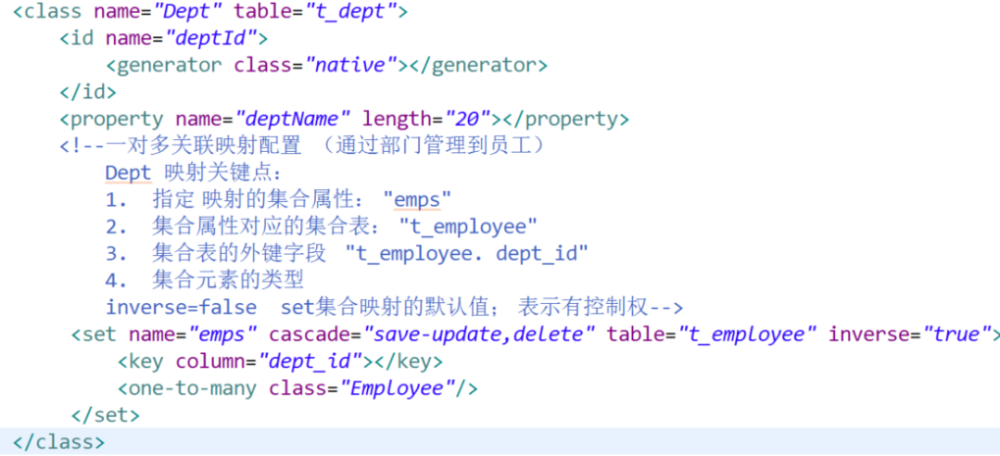 <class name="Dept" table="t_dept">
<id name="deptId">
<generator class="native"></generator>
</id>
<property name="deptName" length="20"></property>
<!--一对多关联映射配置 （通过部门管理到员工）
Dept 映射关键点：
1. 指定 映射的集合属性： "emps"
2. 集合属性对应的集合表： "t_employee"
3. 集合表的外键字段 "t_employee. dept_id"
4. 集合元素的类型
inverse=false set集合映射的默认值； 表示有控制权-->
<set name="emps" cascade="save-update,delete" table="t_employee" inverse="true">
<key column="dept_id"></key>
<one-to-many class="Employee"/>
</set>
</class>